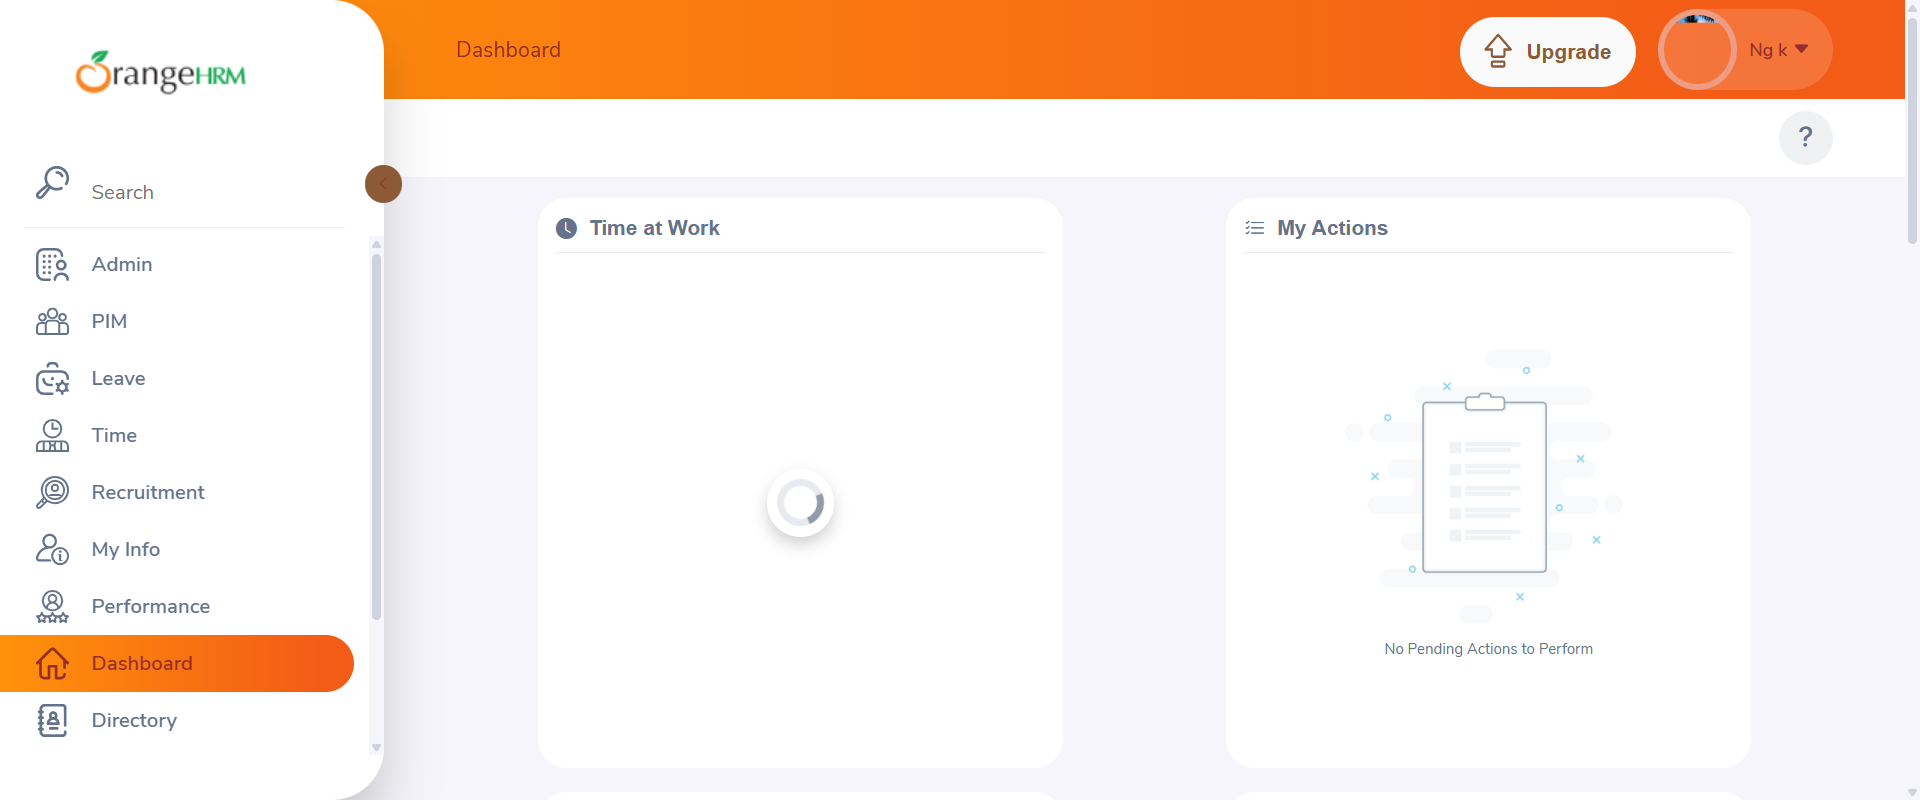 OrangeHRM
Dashboard
Upgrade
Ng k
Search
?
Time at Work
My Actions
Admin
PIM
Leave
Time
Recruitment
My Info
Performance
Dashboard
Directory
No Pending Actions to Perform